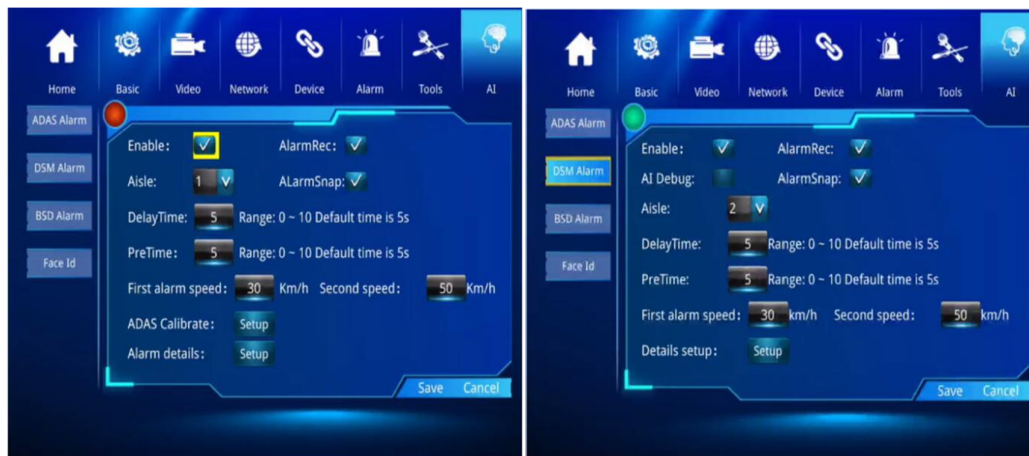 Home Basic Video Network Device Alarm Tools AI
ADAS Alarm
DSM Alarm
BSD Alarm
Face Id
Enable: AlarmRec:
Aisle: 1 ALarmSnap:
DelayTime: 5 Range: 0 ~ 10 Default time is 5s
PreTime: 5 Range: 0 ~ 10 Default time is 5s
First alarm speed: 30 Km/h Second speed: 50 Km/h
ADAS Calibrate: Setup
Alarm details: Setup
Save Cancel
Home Basic Video Network Device Alarm Tools AI
ADAS Alarm
DSM Alarm
BSD Alarm
Face Id
Enable: AlarmRec:
AI Debug: AlarmSnap:
Aisle: 2
DelayTime: 5 Range: 0 ~ 10 Default time is 5s
PreTime: 5 Range: 0 ~ 10 Default time is 5s
First alarm speed: 30 km/h Second speed: 50 km/h
Details setup: Setup
Save Cancel